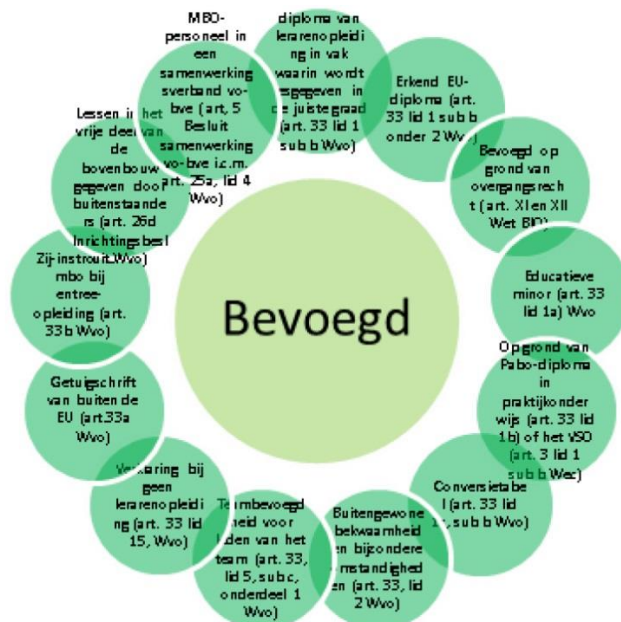 Bevoegd
diploma van
lerarenopleid
ing in vak
waarin wordt
lesgegeven in
de juiste graad
(art. 33 lid 1
sub b Wvo)
Erkend EU-
diploma (art.
33 lid 1 sub b
onder 2 Wvo)
Bevoegd op
grond van
overgangsrech
t (art. XI en XII
Wet BIO)
Educatieve
minor (art. 33
lid 1a) Wvo
Op grond van
Pabo-diploma
in
praktijkonder
wijs (art. 33 lid
1b) of het VSO
(art. 3 lid 1
sub b Wec)
Conversietabe
l (art. 33 lid
sub b Wvo)
Buitengewone
bekwaamheid
en bijzondere
omstandighed
en (art. 33, lid
2 Wvo)
Teambevoegd
heid voor
leden van het
team (art. 33,
lid 5, sub c,
onderdeel 1
Wvo)
Verklaring bij
geen
lerarenopleidi
ng (art. 33 lid
15, Wvo)
Getuigschrift
van buiten de
EU (art.33a
Wvo)
Zij-instrouit
mbo bij
entree-
opleiding (art.
33b Wvo)
Lessen in het
vrije deel van
de
bovenbouw
gegeven door
buitenstaande
rs (art. 26d
Inrichtingsbesl
Wvo)
MBO-
personeel in
een
samenwerking
sverband vo-
bve (art. 5
Besluit
samenwerking
vo-bve i.c.m.
art. 25a, lid 4
Wvo)